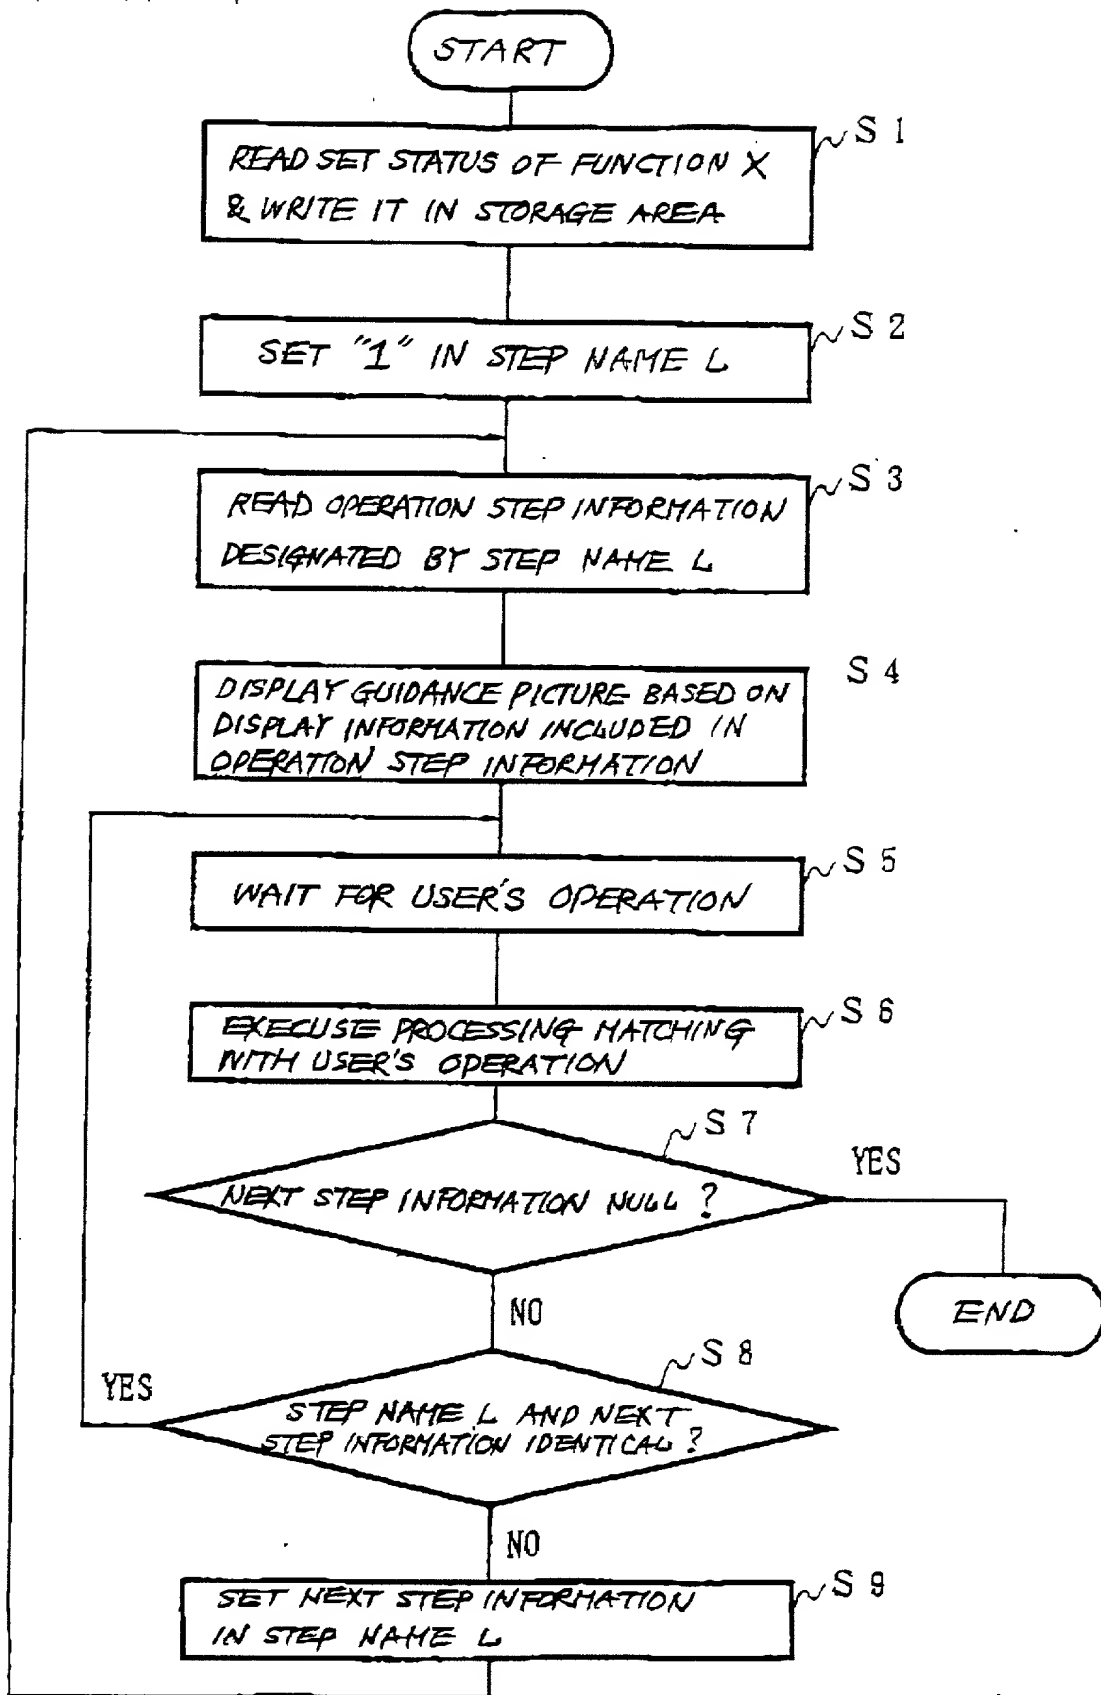 START
S 1
READ SET STATUS OF FUNCTION X
& WRITE IT IN STORAGE AREA
S 2
SET "1" IN STEP NAME L
S 3
READ OPERATION STEP INFORMATION
DESIGNATED BY STEP NAME L
S 4
DISPLAY GUIDANCE PICTURE BASED ON
DISPLAY INFORMATION INCLUDED IN
OPERATION STEP INFORMATION
S 5
WAIT FOR USER'S OPERATION
S 6
EXECUSE PROCESSING MATCHING
WITH USER'S OPERATION
S 7
YES
NEXT STEP INFORMATION NULL ?
END
NO
S 8
YES
STEP NAME L AND NEXT
STEP INFORMATION IDENTICAL ?
NO
S 9
SET NEXT STEP INFORMATION
IN STEP NAME L